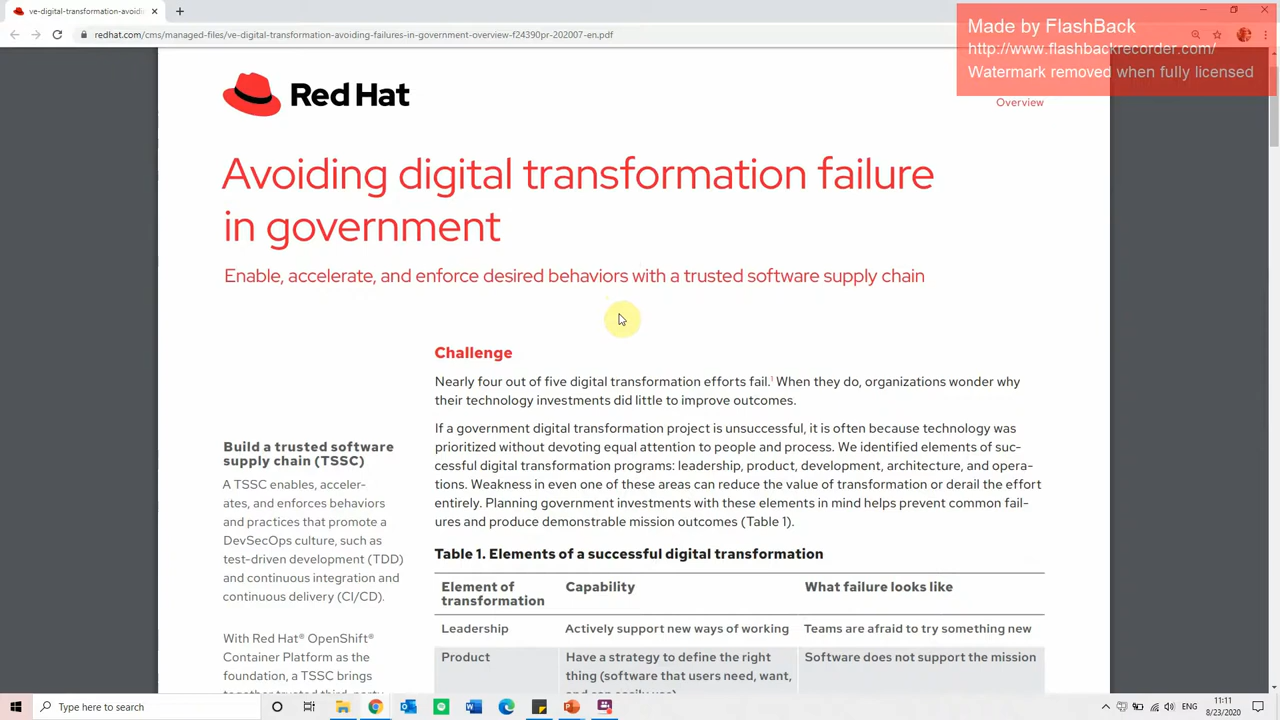 ve-digital-transformation-avoidi
redhat.com/cms/managed-files/ve-digital-transformation-avoiding-failures-in-government-overview-f24390pr-202007-en.pdf
Made by FlashBack
http://www.flashbackrecorder.com/
Watermark removed when fully licensed
Red Hat
Overview
Avoiding digital transformation failure
in government
Enable, accelerate, and enforce desired behaviors with a trusted software supply chain
Challenge
Nearly four out of five digital transformation efforts fail.¹ When they do, organizations wonder why
their technology investments did little to improve outcomes.
If a government digital transformation project is unsuccessful, it is often because technology was
prioritized without devoting equal attention to people and process. We identified elements of suc-
cessful digital transformation programs: leadership, product, development, architecture, and opera-
tions. Weakness in even one of these areas can reduce the value of transformation or derail the effort
entirely. Planning government investments with these elements in mind helps prevent common fail-
ures and produce demonstrable mission outcomes (Table 1).
Build a trusted software
supply chain (TSSC)
A TSSC enables, acceler-
ates, and enforces behaviors
and practices that promote a
DevSecOps culture, such as
test-driven development (TDD)
and continuous integration and
continuous delivery (CI/CD).
With Red Hat® OpenShift®
Container Platform as the
foundation, a TSSC brings
together trusted third-party
Table 1. Elements of a successful digital transformation
Element of
transformation
Capability
What failure looks like
Leadership
Actively support new ways of working
Teams are afraid to try something new
Product
Have a strategy to define the right
thing (software that users need, want,
and can easily use)
Software does not support the mission
Type here to search
ENG
11:11
8/23/2020